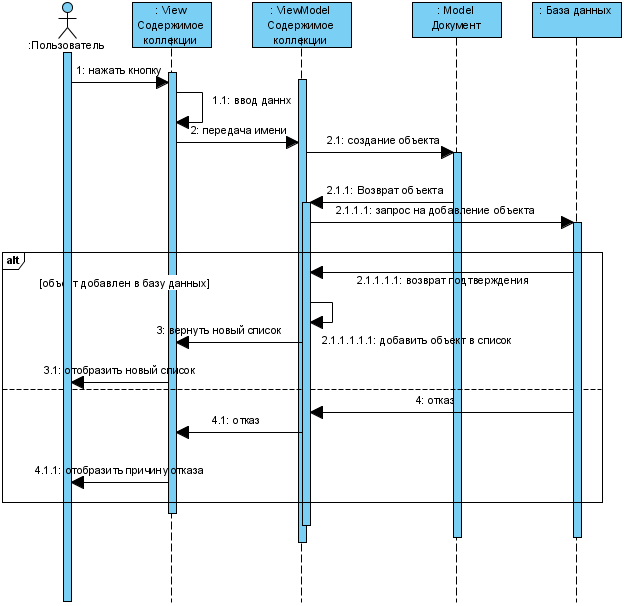 : View
Содержимое
коллекции
: ViewModel
Содержимое
коллекции
: Model
Документ
: База данных
:Пользователь
1: нажать кнопку
1.1: ввод даннх
2: передача имени
2.1: создание объекта
2.1.1: Возврат объекта
2.1.1.1: запрос на добавление объекта
alt
[объект добавлен в базу данных]
2.1.1.1.1: возврат подтверждения
3: вернуть новый список
2.1.1.1.1.1: добавить объект в список
3.1: отобразить новый список
4: отказ
4.1: отказ
4.1.1: отобразить причину отказа